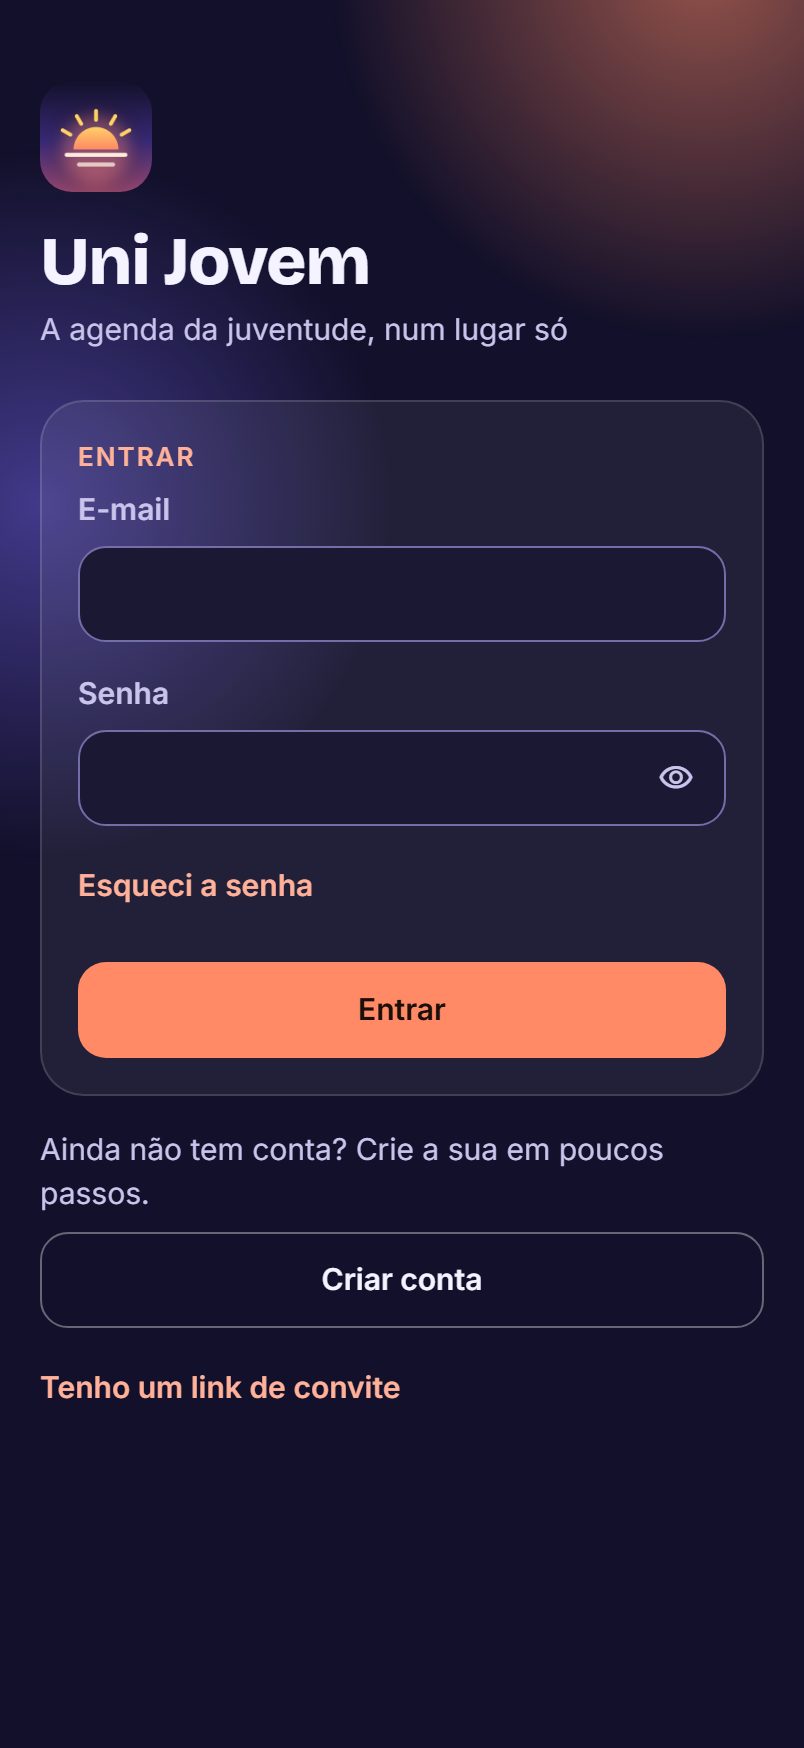 Uni Jovem
A agenda da juventude, num lugar só
ENTRAR
E-mail
Senha
Esqueci a senha
Entrar
Ainda não tem conta? Crie a sua em poucos
passos.
Criar conta
Tenho um link de convite